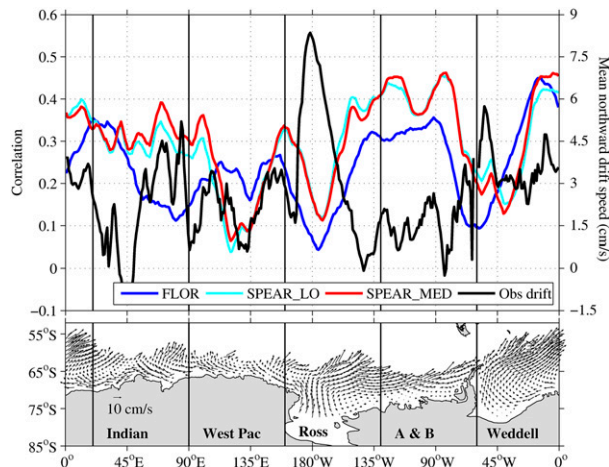 0.6
0.5
0.4
0.3
0.2
0.1
0
−0.1
Correlation
9
7.5
6
4.5
3
1.5
0
−1.5
Mean northward drift speed (cm/s)
FLOR SPEAR_LO SPEAR_MED Obs drift
55°S
65°S
75°S
85°S
10 cm/s
Indian West Pac Ross A & B Weddell
0° 45°E 90°E 135°E 180°W 135°W 90°W 45°W 0°